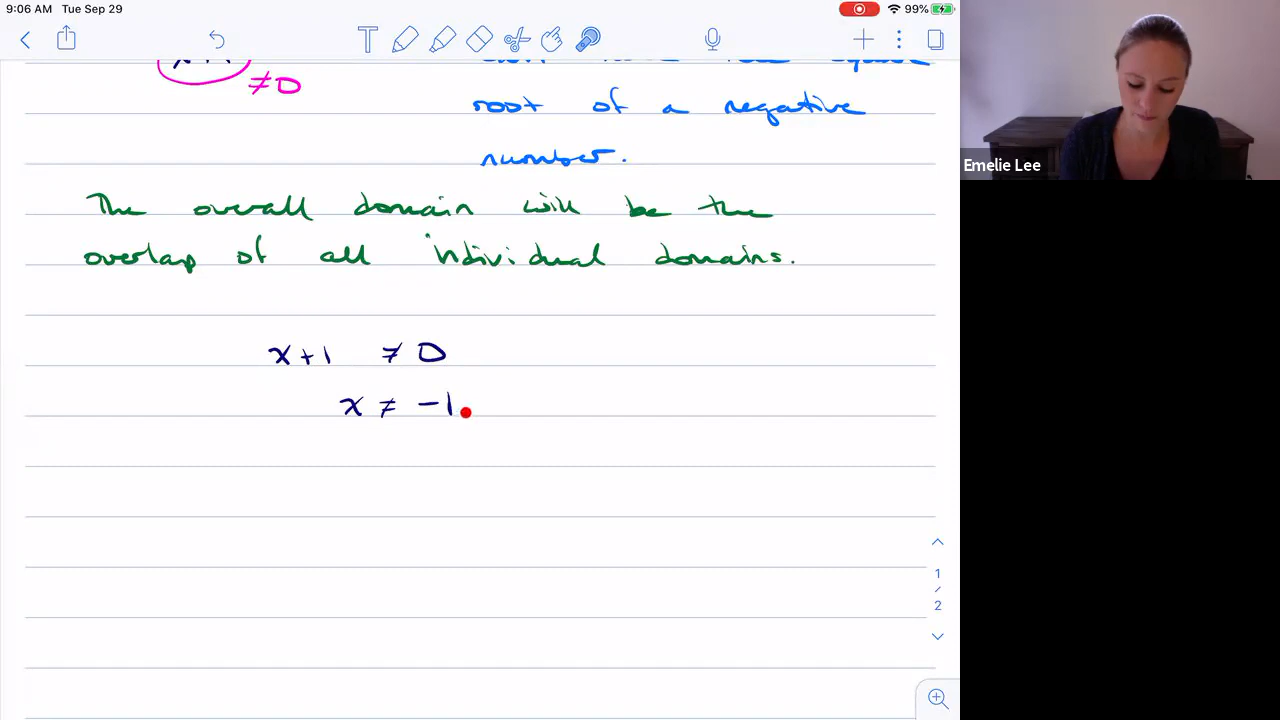 9:06 AM Tue Sep 29
99%
T
≠0
root of a negative
number.
Emelie Lee
The overall domain will be the
overlap of all individual domains.
x+1 ≠ 0
x ≠ -1
1
/
2